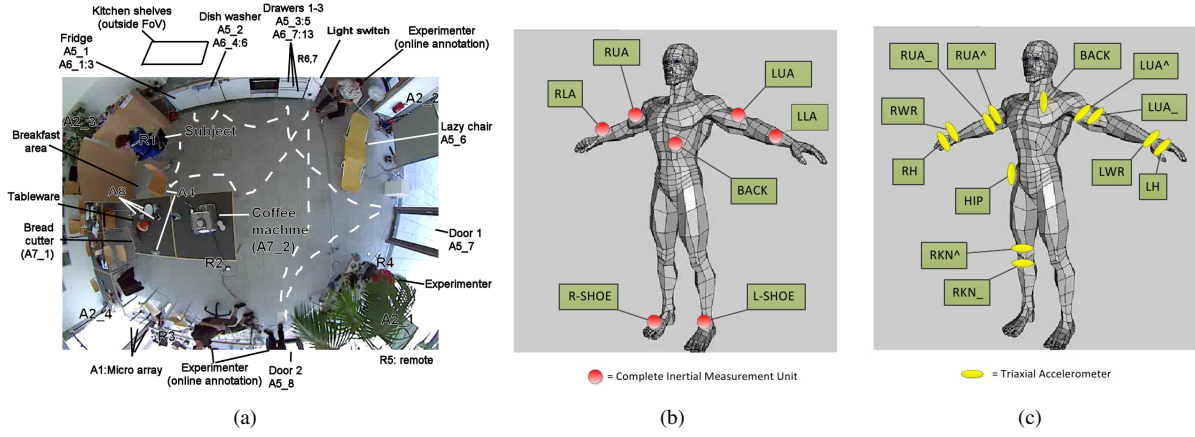 Kitchen shelves
(outside FoV)
Fridge
A5_1
A6_1:3
Dish washer
A5_2
A6_4:6
Drawers 1-3
A5_3:5
A6_7:13
R6,7
Light switch
Experimenter
(online annotation)
A2_2
A2_3
R1
Subject
Lazy chair
A5_6
Breakfast
area
A3
A4
Tableware
Bread
cutter
(A7_1)
Coffee
machine
(A7_2)
Door 1
A5_7
R2
R4
Experimenter
A2_4
R3
A2_1
A1:Micro array
Experimenter
(online annotation)
Door 2
A5_8
R5: remote
(a)
RUA
LUA
RLA
LLA
BACK
R-SHOE
L-SHOE
= Complete Inertial Measurement Unit
(b)
RUA_
RUA^
BACK
LUA^
LUA_
RWR
RH
LWR
LH
HIP
RKN^
RKN_
= Triaxial Accelerometer
(c)